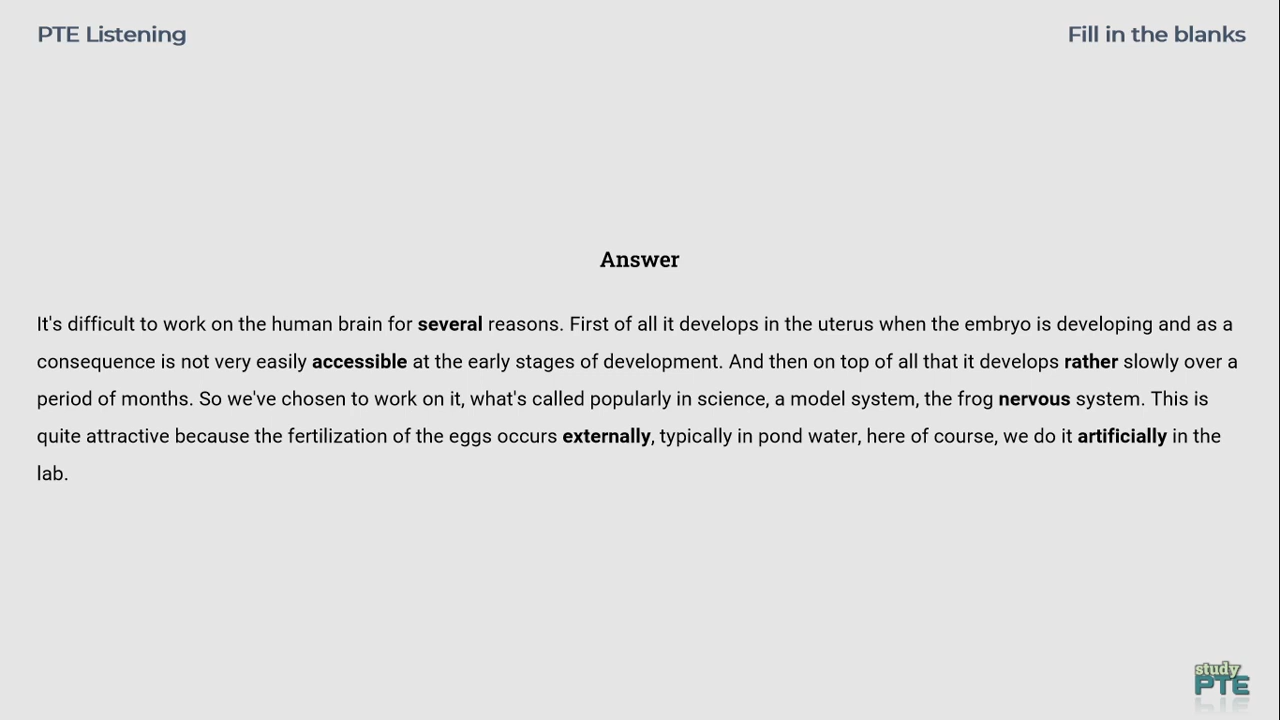 PTE Listening
Fill in the blanks
Answer
It's difficult to work on the human brain for several reasons. First of all it develops in the uterus when the embryo is developing and as a
consequence is not very easily accessible at the early stages of development. And then on top of all that it develops rather slowly over a
period of months. So we've chosen to work on it, what's called popularly in science, a model system, the frog nervous system. This is
quite attractive because the fertilization of the eggs occurs externally, typically in pond water, here of course, we do it artificially in the
lab.
study
PTE